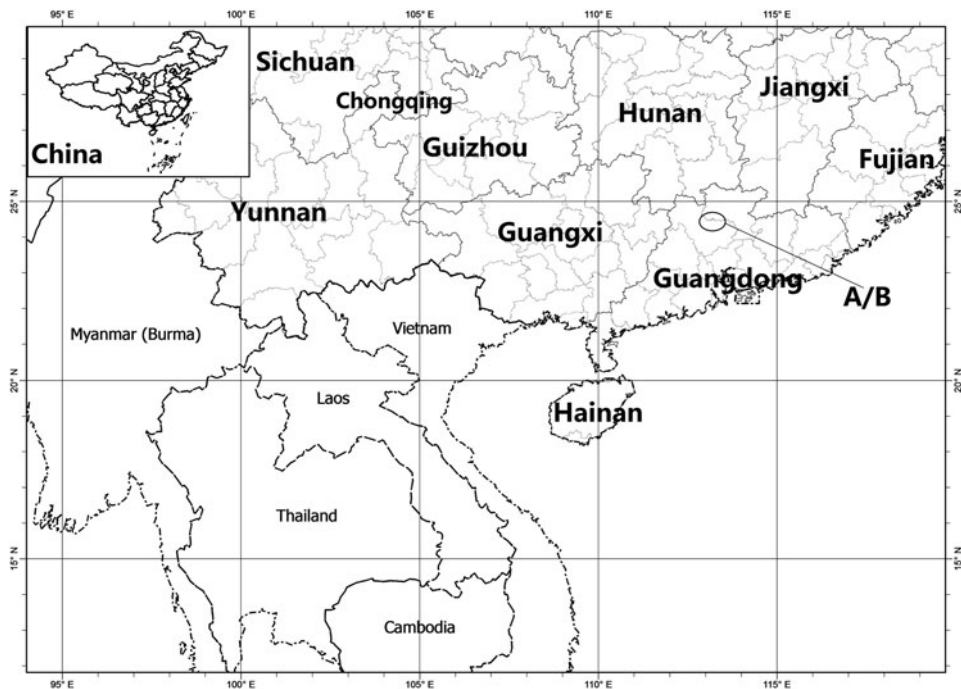 95° E 100° E 105° E 110° E 115° E
Sichuan
Chongqing
Guizhou
Hunan
Jiangxi
Fujian
China
25° N 25° N
Yunnan
Guangxi
Guangdong
A/B
Myanmar (Burma)
Vietnam
20° N 20° N
Laos
Hainan
Thailand
15° N 15° N
Cambodia
95° E 100° E 105° E 110° E 115° E